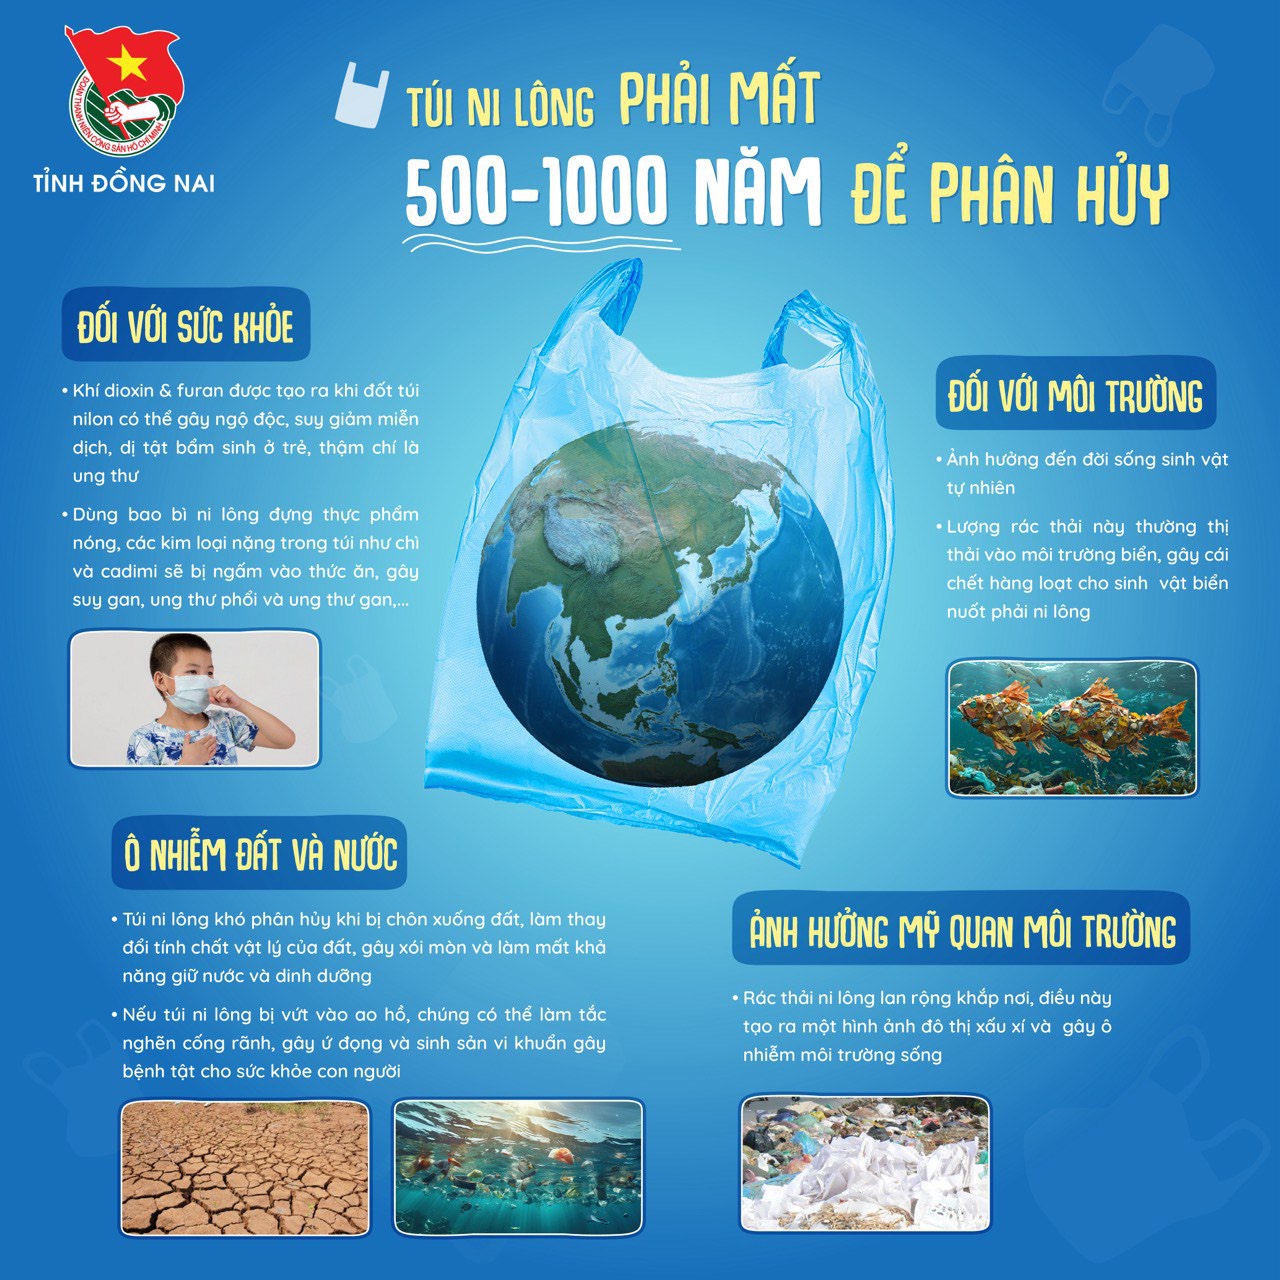 ĐOÀN THANH NIÊN CỘNG SẢN HỒ CHÍ MINH
TỈNH ĐỒNG NAI
TÚI NI LÔNG PHẢI MẤT
500-1000 NĂM ĐỂ PHÂN HỦY
ĐỐI VỚI SỨC KHỎE
• Khí dioxin & furan được tạo ra khi đốt túi
nilon có thể gây ngộ độc, suy giảm miễn
dịch, dị tật bẩm sinh ở trẻ, thậm chí là
ung thư
• Dùng bao bì ni lông đựng thực phẩm
nóng, các kim loại nặng trong túi như chì
và cadimi sẽ bị ngấm vào thức ăn, gây
suy gan, ung thư phổi và ung thư gan,...
ĐỐI VỚI MÔI TRƯỜNG
• Ảnh hưởng đến đời sống sinh vật
tự nhiên
• Lượng rác thải này thường thị
thải vào môi trường biển, gây cái
chết hàng loạt cho sinh vật biển
nuốt phải ni lông
Ô NHIỄM ĐẤT VÀ NƯỚC
• Túi ni lông khó phân hủy khi bị chôn xuống đất, làm thay
đổi tính chất vật lý của đất, gây xói mòn và làm mất khả
năng giữ nước và dinh dưỡng
• Nếu túi ni lông bị vứt vào ao hồ, chúng có thể làm tắc
nghẽn cống rãnh, gây ứ đọng và sinh sản vi khuẩn gây
bệnh tật cho sức khỏe con người
ẢNH HƯỞNG MỸ QUAN MÔI TRƯỜNG
• Rác thải ni lông lan rộng khắp nơi, điều này
tạo ra một hình ảnh đô thị xấu xí và gây ô
nhiễm môi trường sống